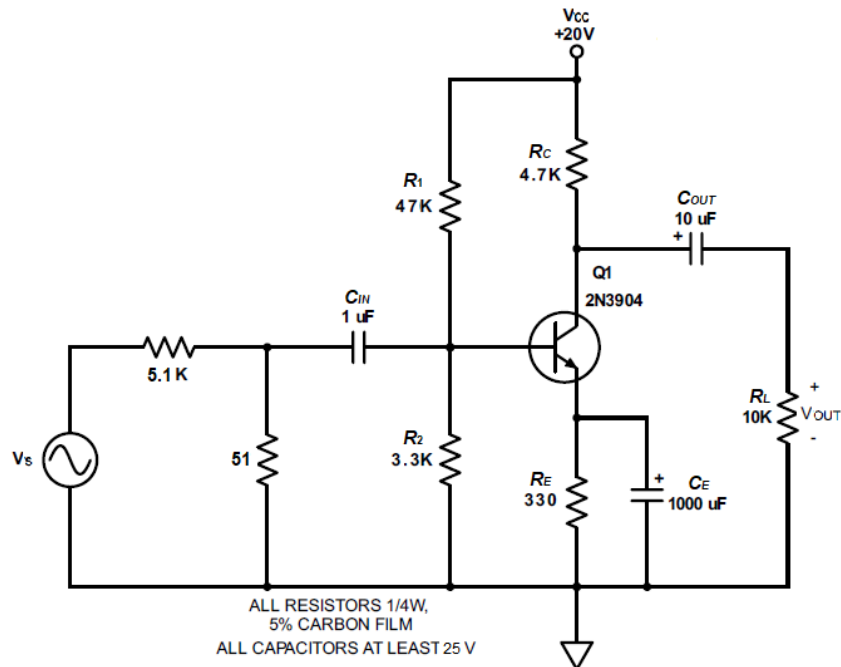 VCC
+20V
R1
47K
RC
4.7K
COUT
10 uF
+
Q1
2N3904
CIN
1 uF
5.1K
VS
51
R2
3.3K
RE
330
+
CE
1000 uF
RL
10K
+
VOUT
-
ALL RESISTORS 1/4W,
5% CARBON FILM
ALL CAPACITORS AT LEAST 25 V